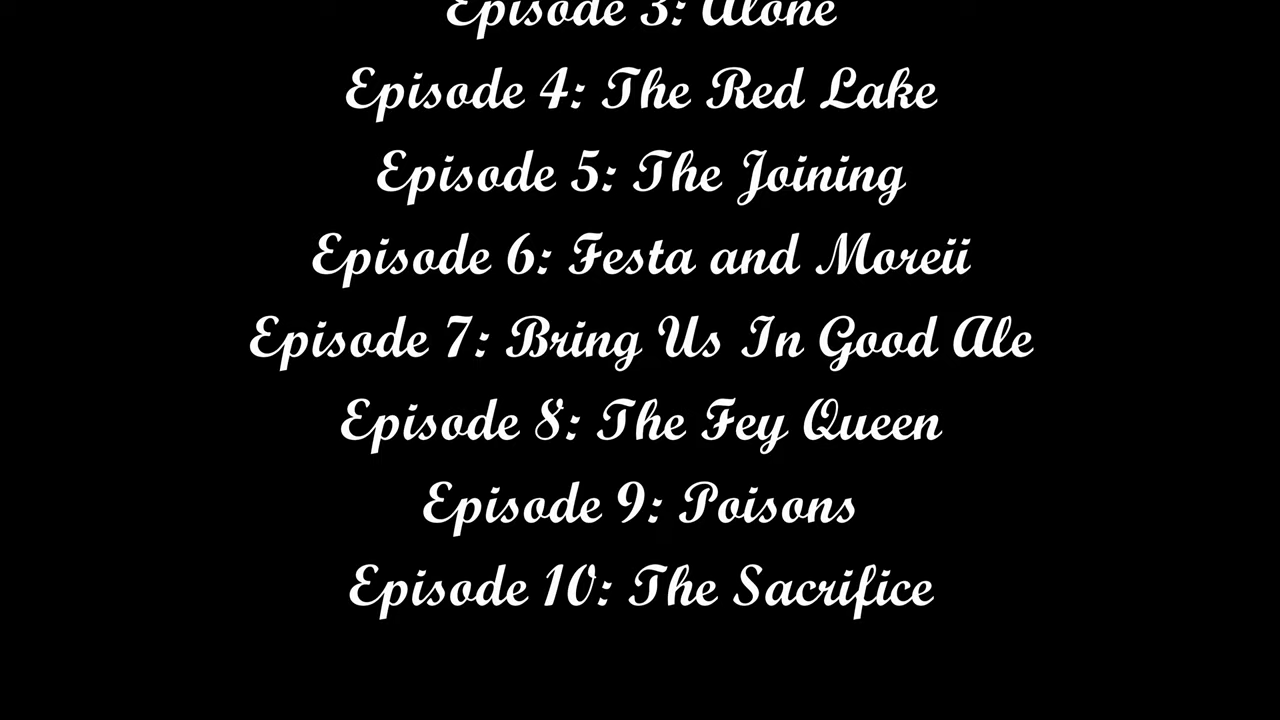 Episode 3: Alone
Episode 4: The Red Lake
Episode 5: The Joining
Episode 6: Festa and Moreii
Episode 7: Bring Us In Good Ale
Episode 8: The Fey Queen
Episode 9: Poisons
Episode 10: The Sacrifice